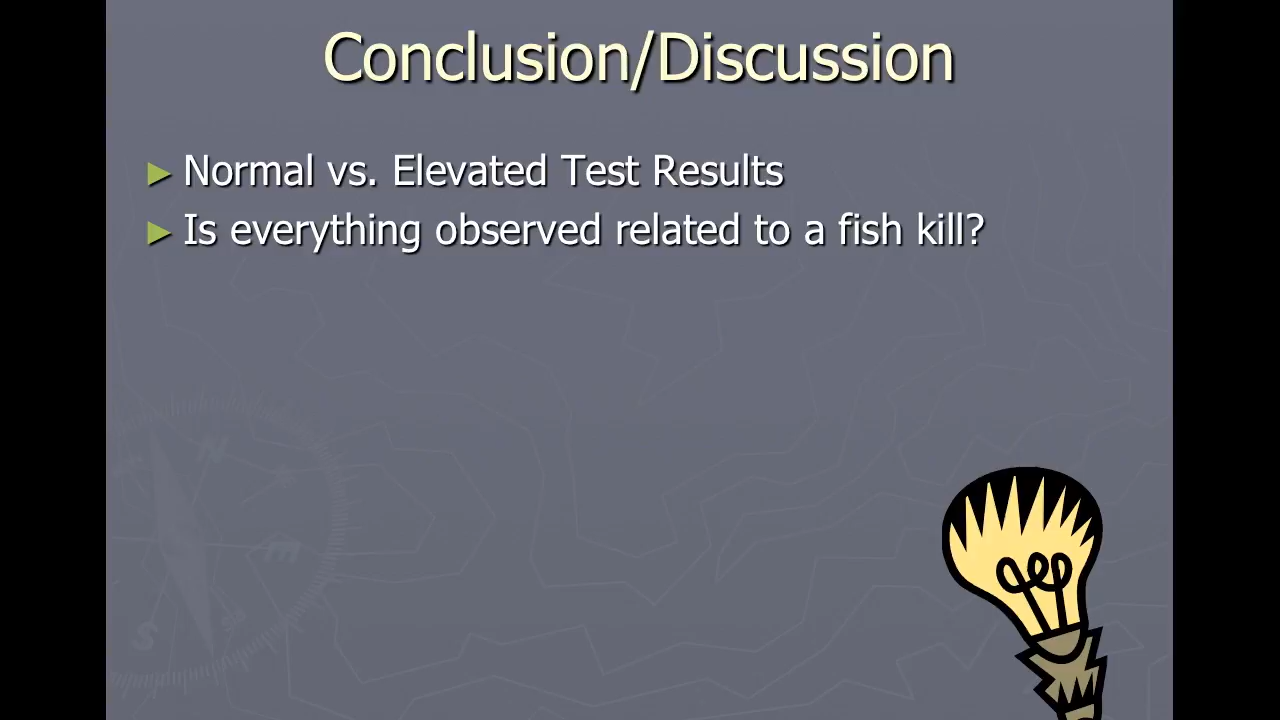 Conclusion/Discussion
► Normal vs. Elevated Test Results
► Is everything observed related to a fish kill?
N
E
S